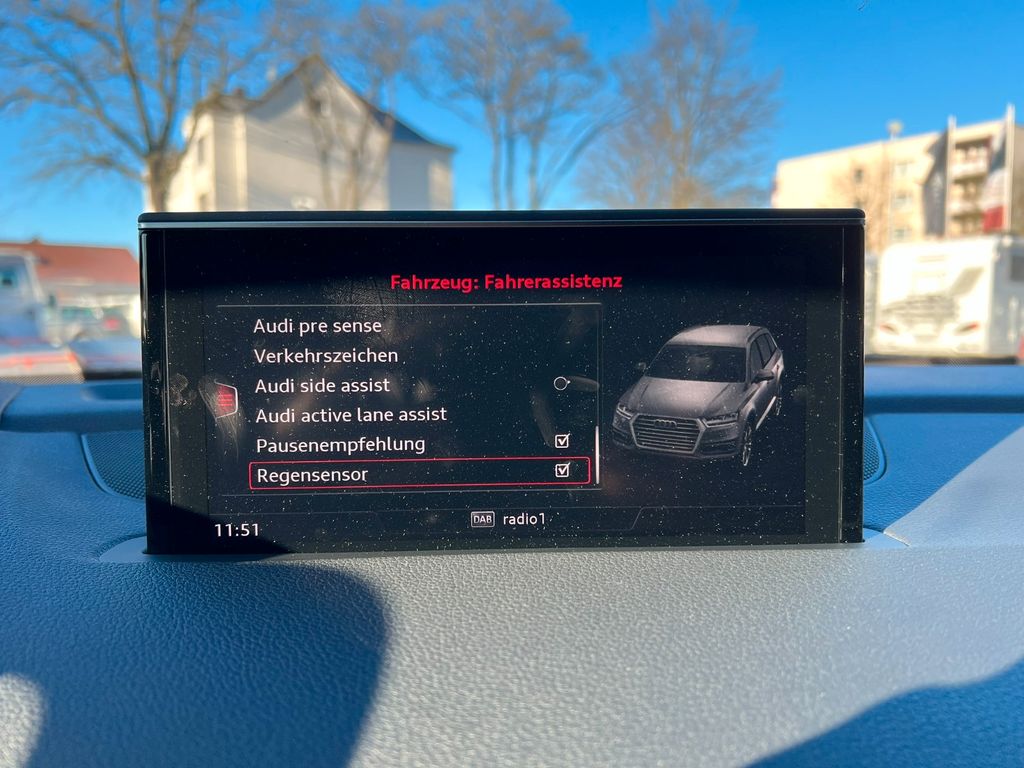 Fahrzeug: Fahrerassistenz
Audi pre sense
Verkehrszeichen
Audi side assist
Audi active lane assist
Pausenempfehlung
Regensensor
11:51
DAB radio1